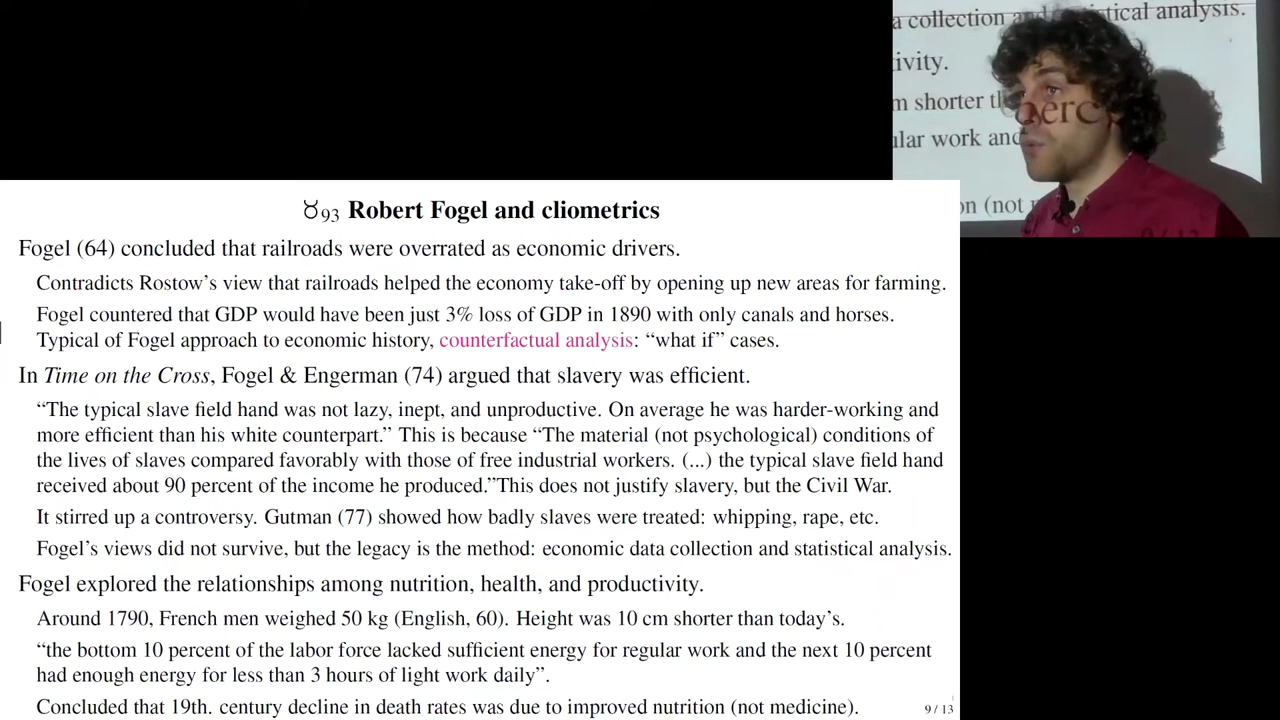 a collection and statistical analysis.
ivity.
m shorter th
perc
ular work and
on (not r
9 / 13
♉93 Robert Fogel and cliometrics
Fogel (64) concluded that railroads were overrated as economic drivers.
Contradicts Rostow’s view that railroads helped the economy take-off by opening up new areas for farming.
Fogel countered that GDP would have been just 3% loss of GDP in 1890 with only canals and horses.
Typical of Fogel approach to economic history, counterfactual analysis: “what if” cases.
In Time on the Cross, Fogel & Engerman (74) argued that slavery was efficient.
“The typical slave field hand was not lazy, inept, and unproductive. On average he was harder-working and
more efficient than his white counterpart.” This is because “The material (not psychological) conditions of
the lives of slaves compared favorably with those of free industrial workers. (...) the typical slave field hand
received about 90 percent of the income he produced.”This does not justify slavery, but the Civil War.
It stirred up a controversy. Gutman (77) showed how badly slaves were treated: whipping, rape, etc.
Fogel’s views did not survive, but the legacy is the method: economic data collection and statistical analysis.
Fogel explored the relationships among nutrition, health, and productivity.
Around 1790, French men weighed 50 kg (English, 60). Height was 10 cm shorter than today’s.
“the bottom 10 percent of the labor force lacked sufficient energy for regular work and the next 10 percent
had enough energy for less than 3 hours of light work daily”.
Concluded that 19th. century decline in death rates was due to improved nutrition (not medicine).
9 / 13